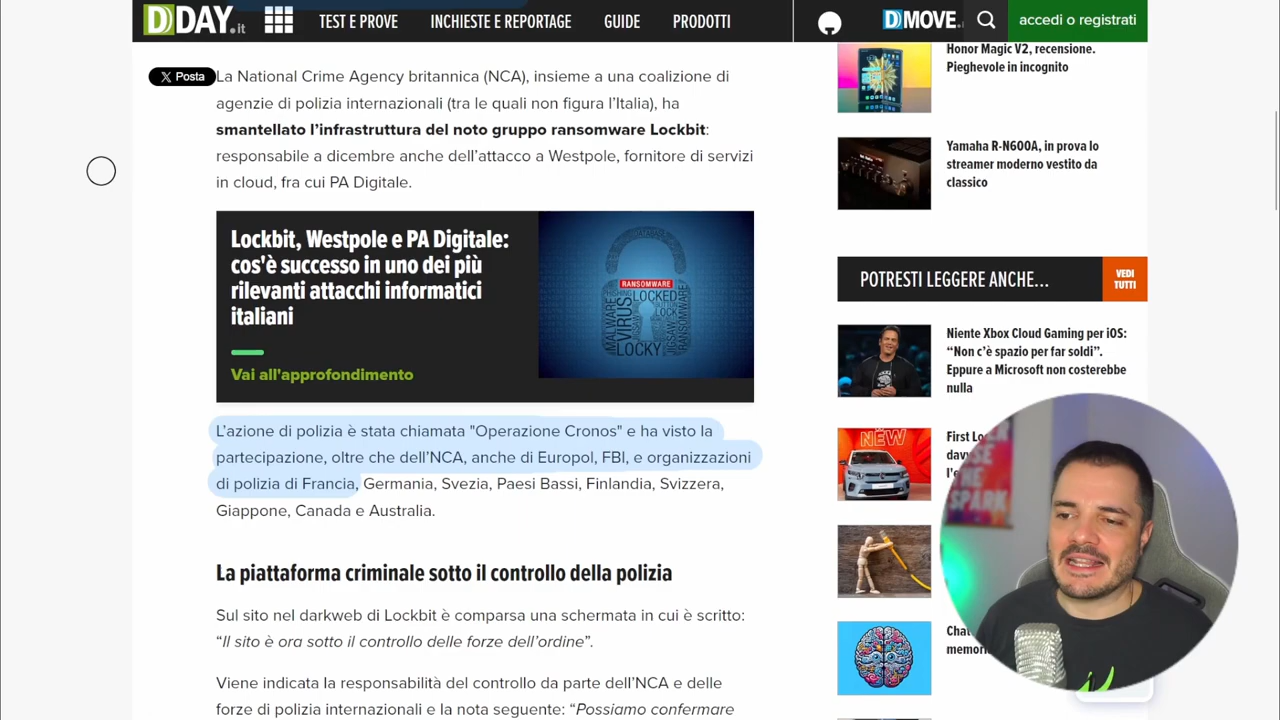 DDAY.it
TEST E PROVE
INCHIESTE E REPORTAGE
GUIDE
PRODOTTI
DMOVE.
accedi o registrati
X Posta
La National Crime Agency britannica (NCA), insieme a una coalizione di
agenzie di polizia internazionali (tra le quali non figura l'Italia), ha
smantellato l'infrastruttura del noto gruppo ransomware Lockbit:
responsabile a dicembre anche dell'attacco a Westpole, fornitore di servizi
in cloud, fra cui PA Digitale.
Lockbit, Westpole e PA Digitale:
cos'è successo in uno dei più
rilevanti attacchi informatici
italiani
Vai all'approfondimento
RANSOMWARE
LOCKED
MALWARE
VIRUS
LOCKY
L'azione di polizia è stata chiamata "Operazione Cronos" e ha visto la
partecipazione, oltre che dell'NCA, anche di Europol, FBI, e organizzazioni
di polizia di Francia, Germania, Svezia, Paesi Bassi, Finlandia, Svizzera,
Giappone, Canada e Australia.
La piattaforma criminale sotto il controllo della polizia
Sul sito nel darkweb di Lockbit è comparsa una schermata in cui è scritto:
“Il sito è ora sotto il controllo delle forze dell'ordine”.
Viene indicata la responsabilità del controllo da parte dell'NCA e delle
forze di polizia internazionali e la nota seguente: “Possiamo confermare
Honor Magic V2, recensione.
Pieghevole in incognito
Yamaha R-N600A, in prova lo
streamer moderno vestito da
classico
POTRESTI LEGGERE ANCHE...
VEDI
TUTTI
Niente Xbox Cloud Gaming per iOS:
“Non c'è spazio per far soldi”.
Eppure a Microsoft non costerebbe
nulla
NEW
First Lo
davv
l'e
Chat
memori
SE
NE
SPARK